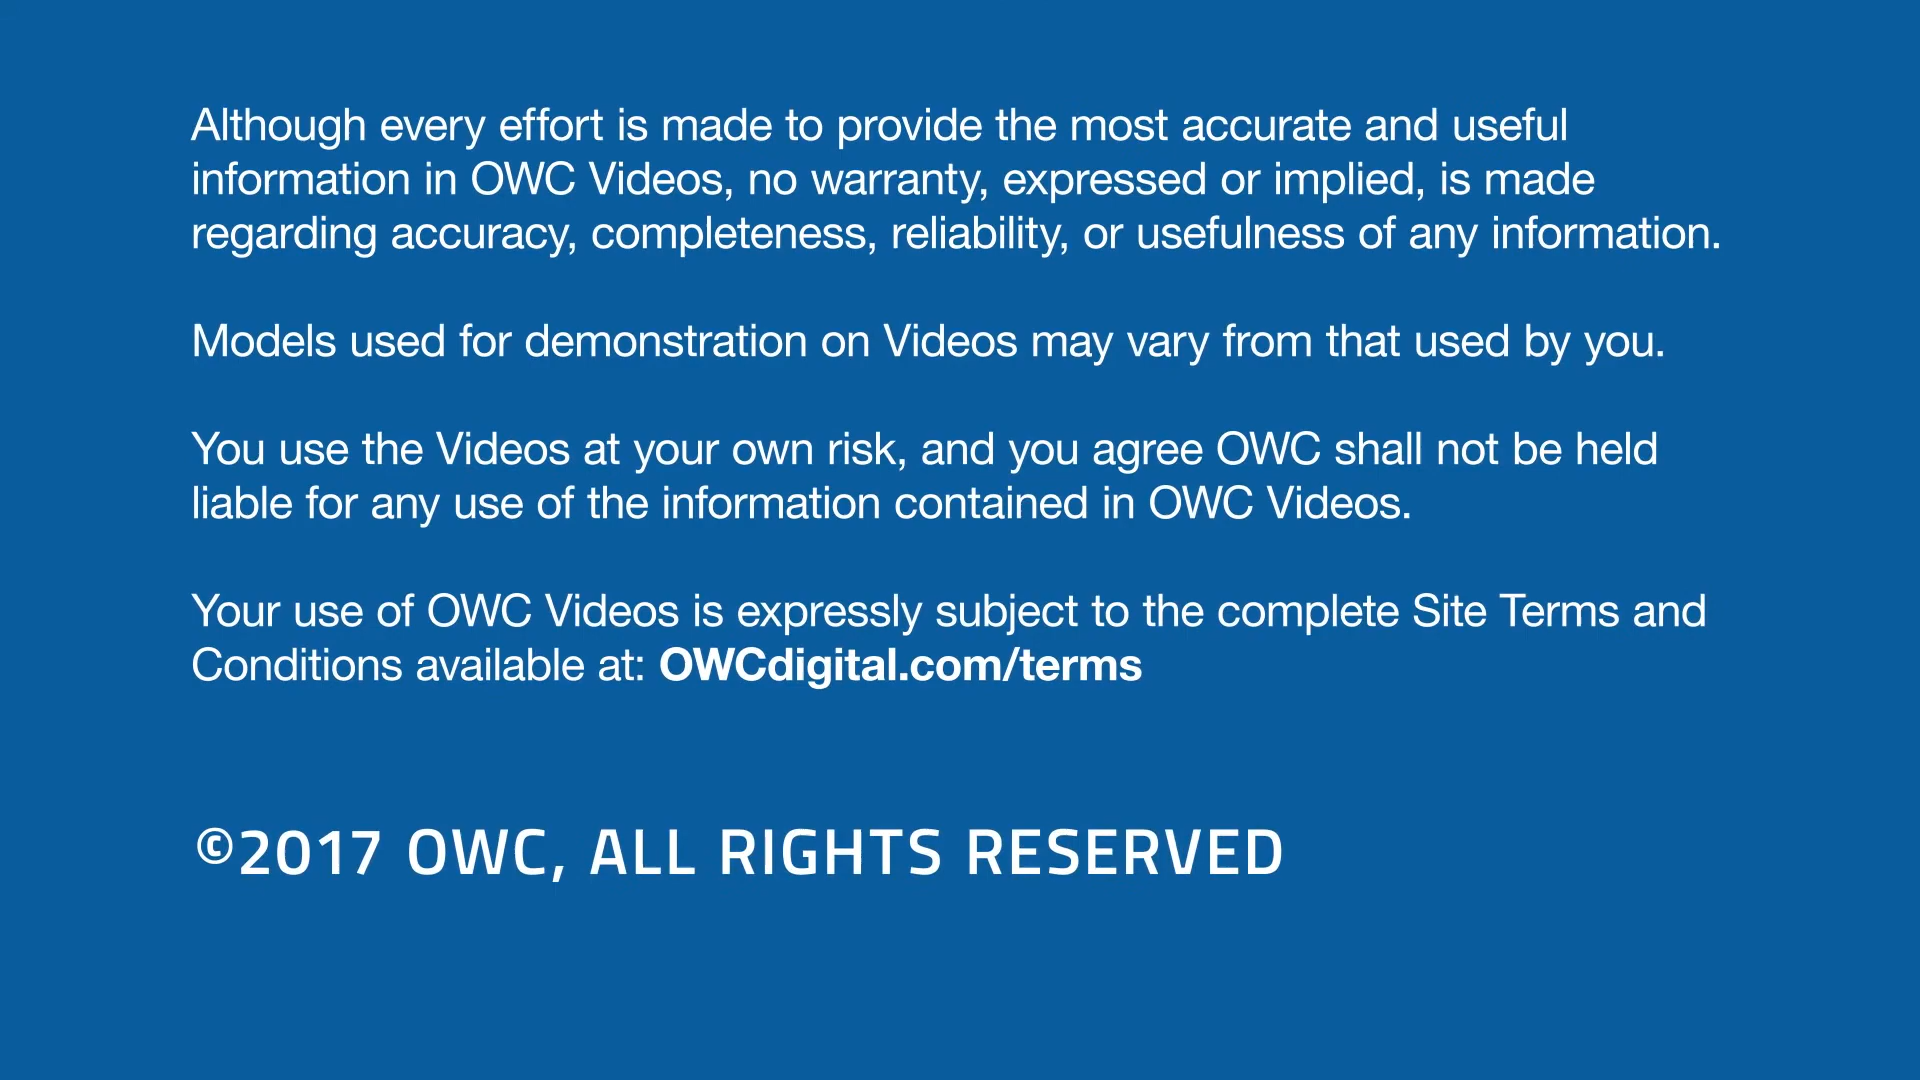 Although every effort is made to provide the most accurate and useful
information in OWC Videos, no warranty, expressed or implied, is made
regarding accuracy, completeness, reliability, or usefulness of any information.
Models used for demonstration on Videos may vary from that used by you.
You use the Videos at your own risk, and you agree OWC shall not be held
liable for any use of the information contained in OWC Videos.
Your use of OWC Videos is expressly subject to the complete Site Terms and
Conditions available at: OWCdigital.com/terms
©2017 OWC, ALL RIGHTS RESERVED